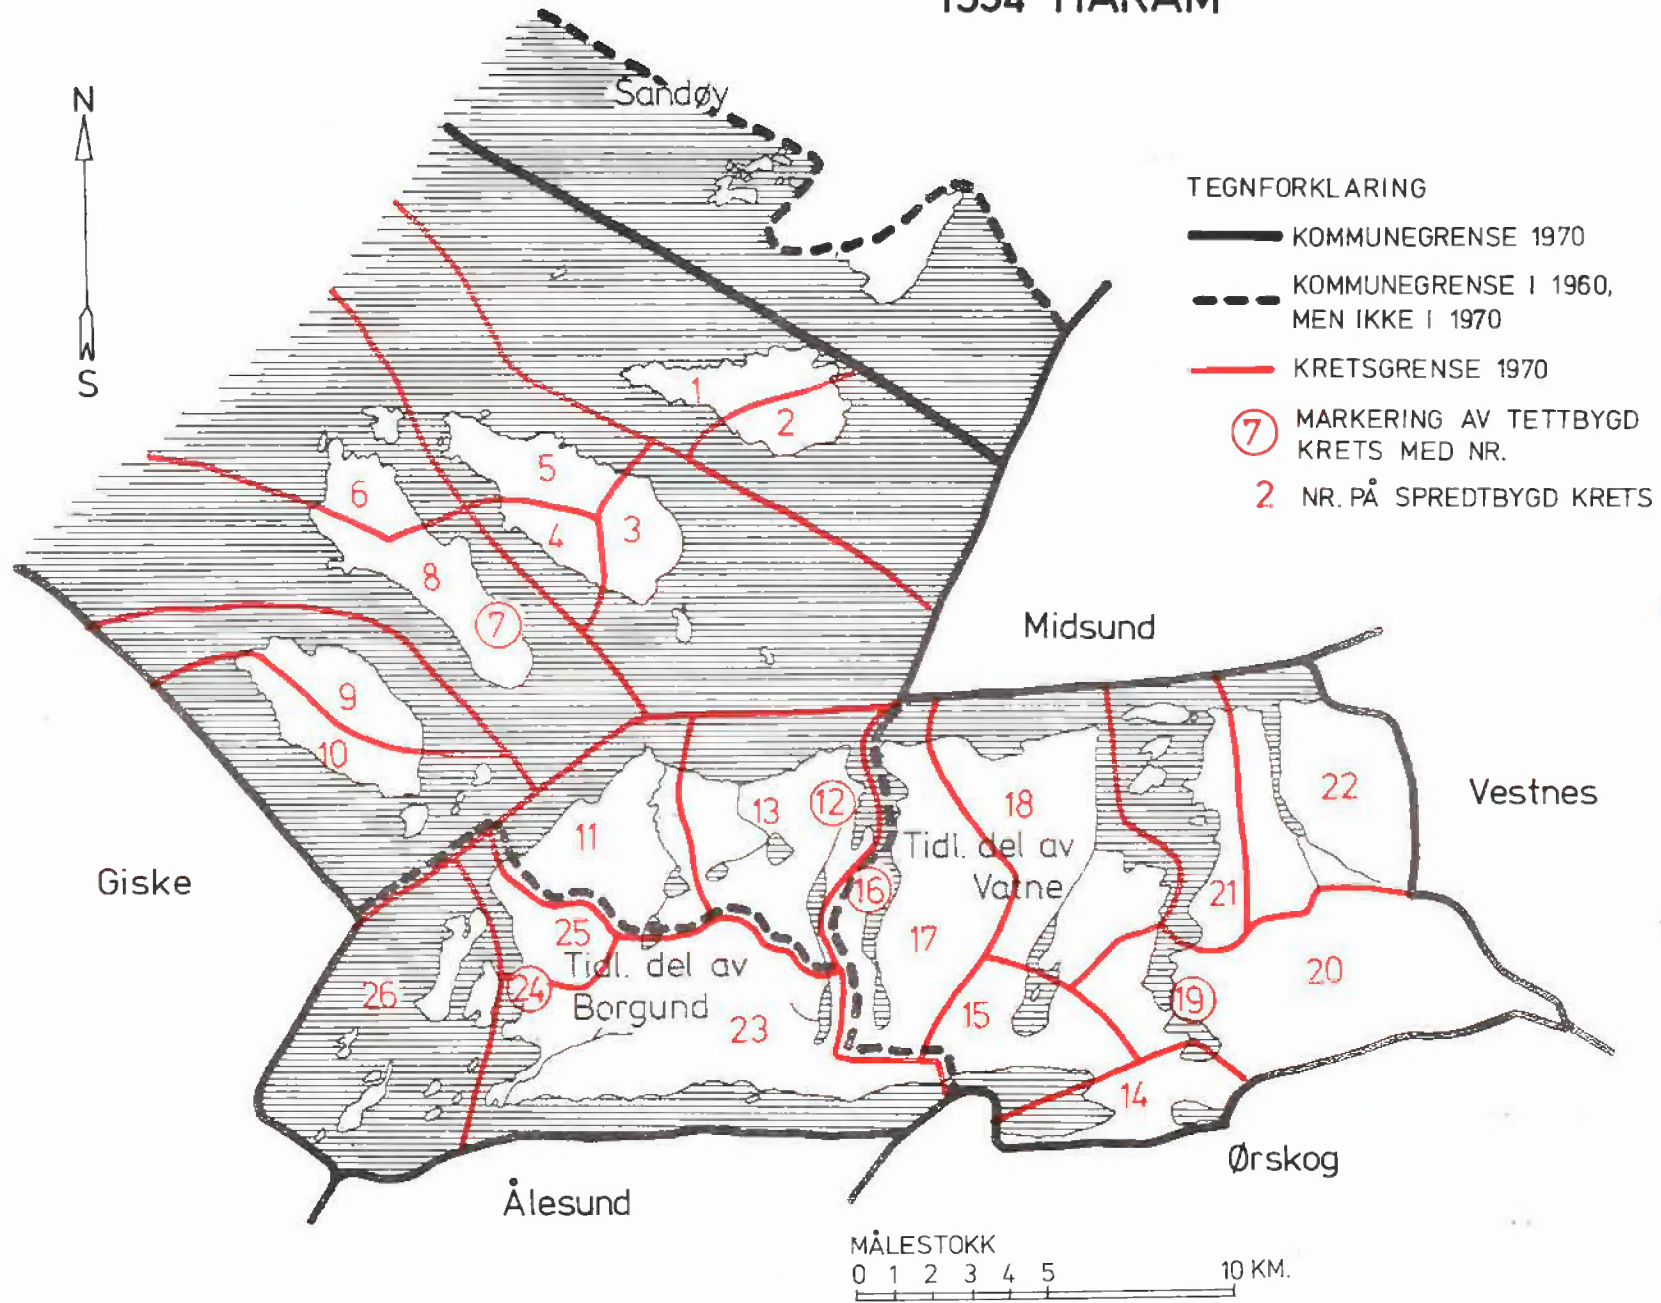 1534 HARAM
Sandøy
N
S
TEGNFORKLARING
KOMMUNEGRENSE 1970
KOMMUNEGRENSE I 1960,
MEN IKKE I 1970
KRETSGRENSE 1970
7 MARKERING AV TETTBYGD
KRETS MED NR.
2 NR. PÅ SPREDTBYGD KRETS
1
2
5
6
3
4
8
7
Midsund
9
10
22
Vestnes
12
13
18
11
Tidl. del av
Vatne
Giske
16
21
25
17
Tidl. del av
Borgund
20
26
24
19
15
23
14
Ørskog
Ålesund
MÅLESTOKK
0 1 2 3 4 5 10 KM.